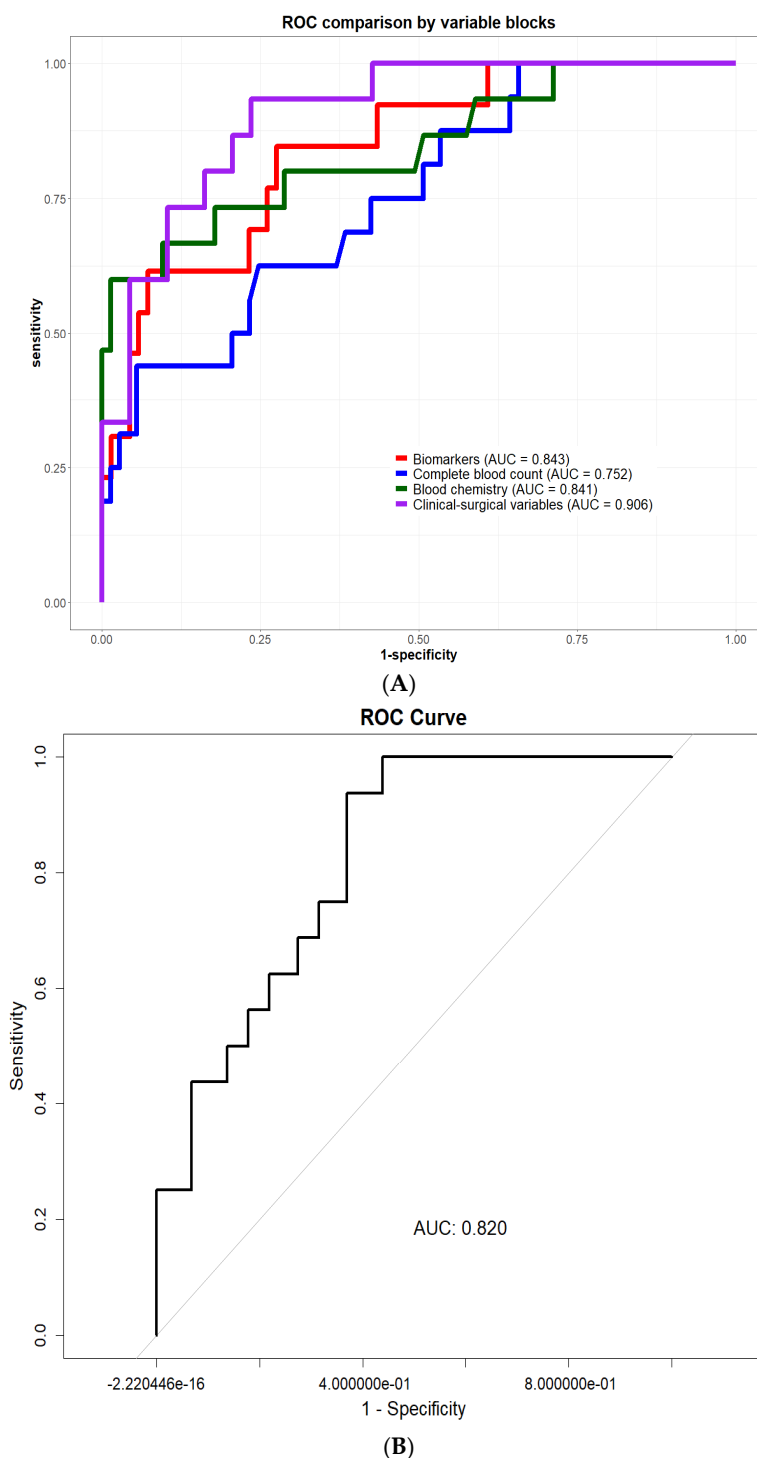 ROC comparison by variable blocks
1.00
0.75
0.50
0.25
0.00
sensitivity
Biomarkers (AUC = 0.843)
Complete blood count (AUC = 0.752)
Blood chemistry (AUC = 0.841)
Clinical-surgical variables (AUC = 0.906)
0.00 0.25 0.50 0.75 1.00
1-specificity
(A)
ROC Curve
1.0
0.8
0.6
0.4
0.2
0.0
Sensitivity
AUC: 0.820
-2.220446e-16 4.000000e-01 8.000000e-01
1 - Specificity
(B)